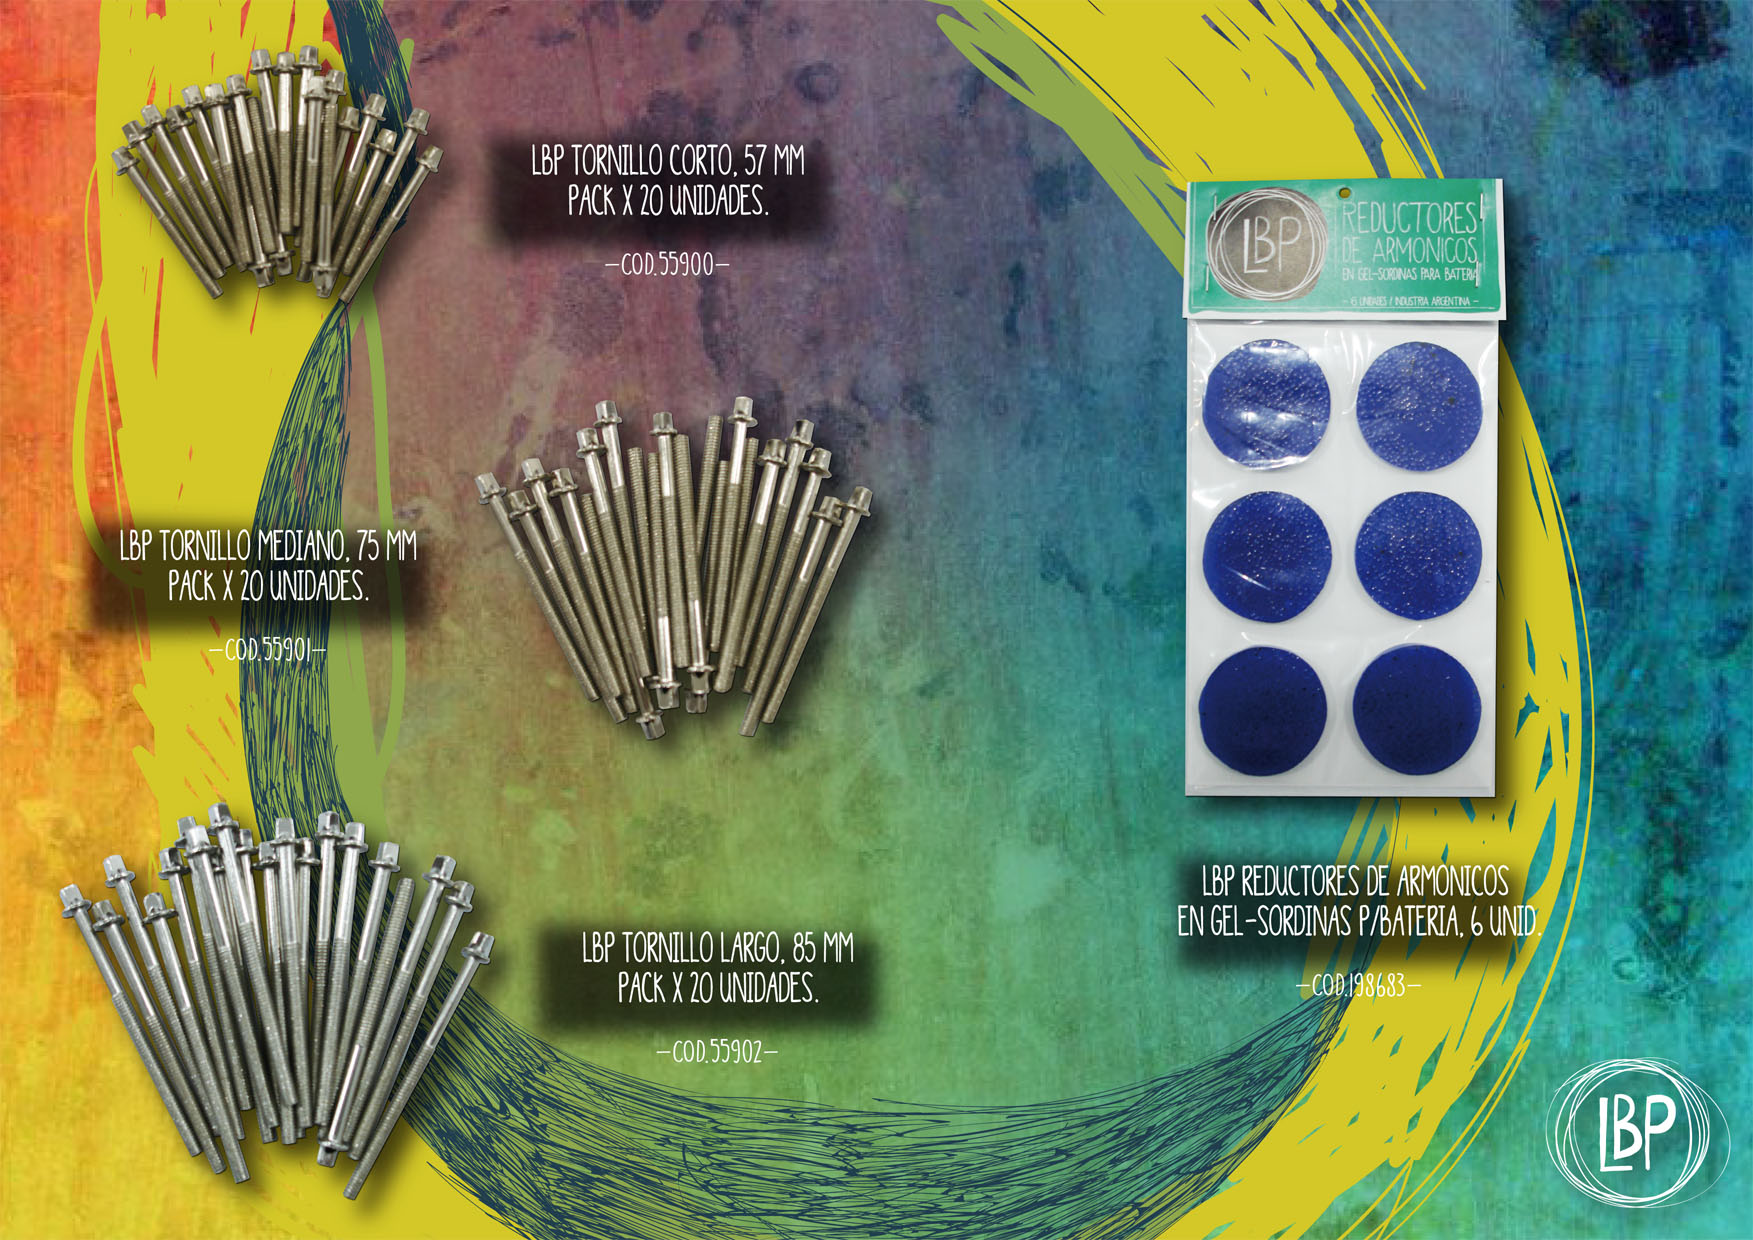 LBP TORNILLO CORTO, 57 MM
PACK X 20 UNIDADES.
–COD.55900–
LBP
REDUCTORES
DE ARMONICOS
EN GEL-SORDINAS PARA BATERIA
– 6 UNIDADES / INDUSTRIA ARGENTINA –
LBP TORNILLO MEDIANO, 75 MM
PACK X 20 UNIDADES.
–COD.55901–
LBP TORNILLO LARGO, 85 MM
PACK X 20 UNIDADES.
–COD.55902–
LBP REDUCTORES DE ARMONICOS
EN GEL-SORDINAS P/BATERIA, 6 UNID.
–COD.198683–
LBP